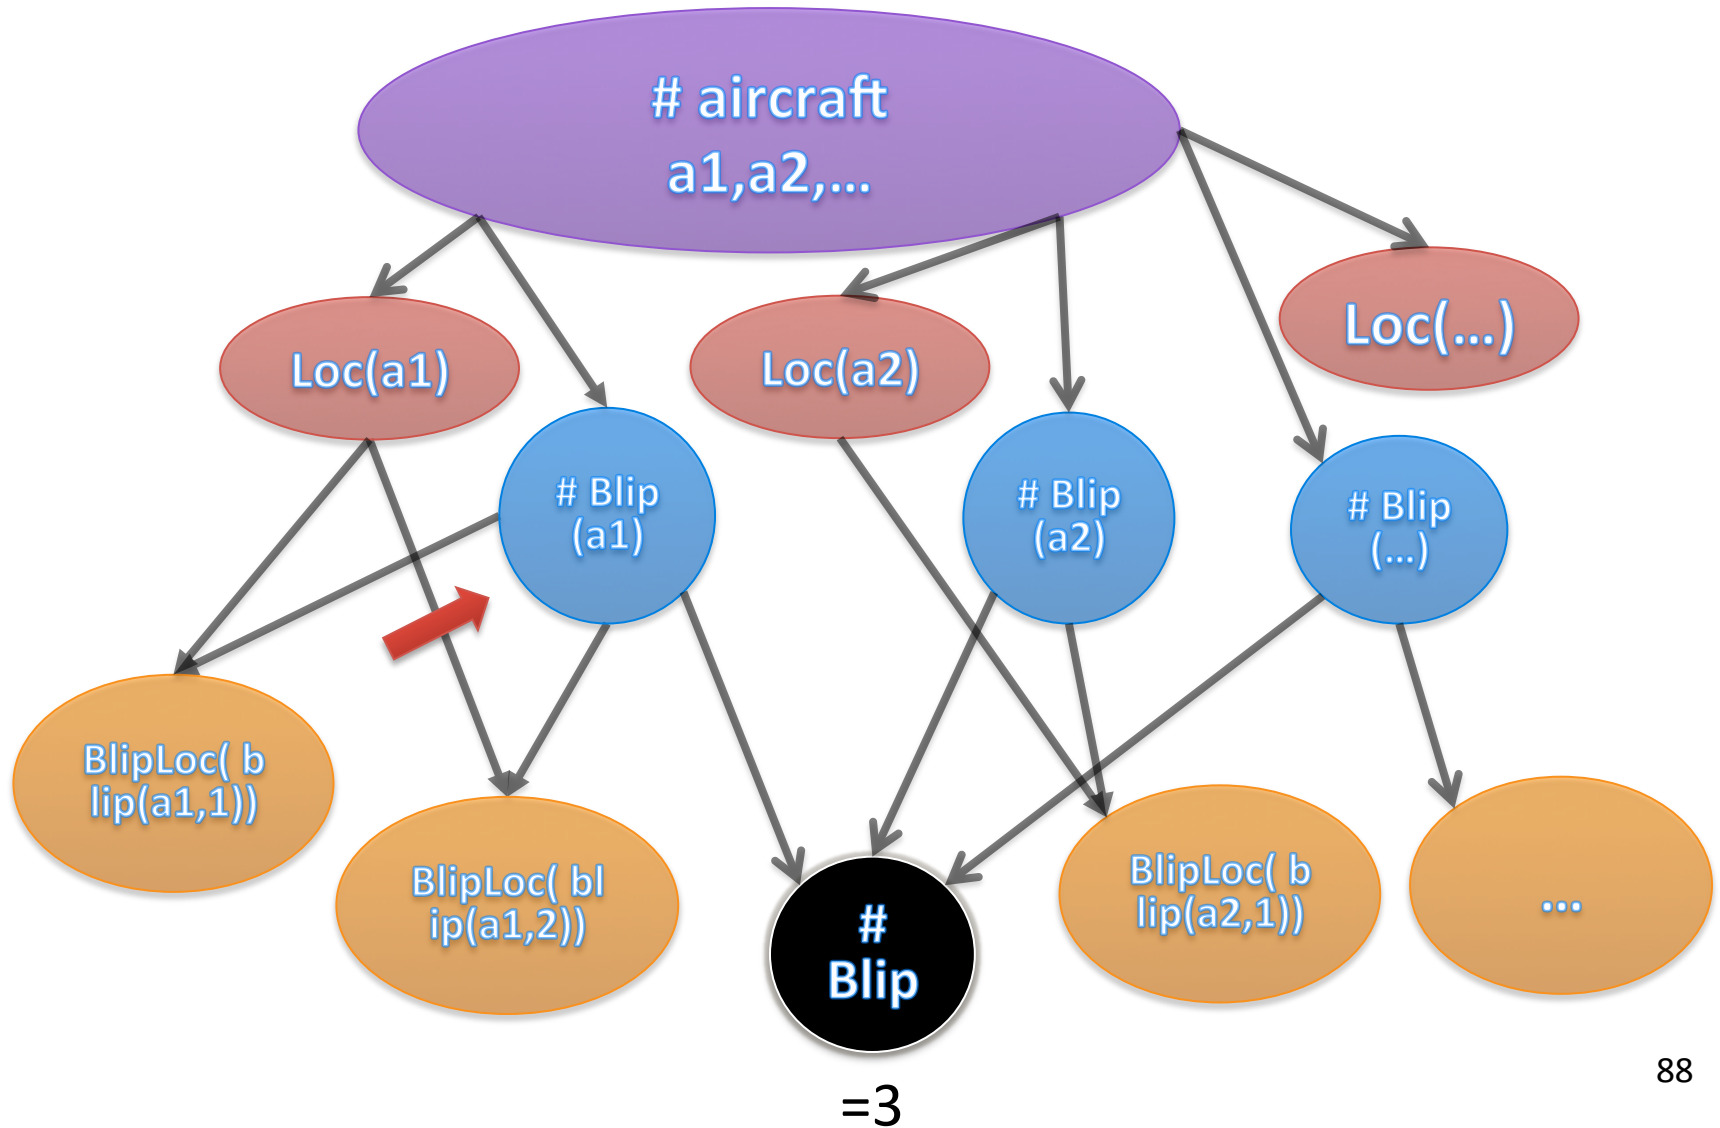 # aircraft
a1,a2,...
Loc(...)
Loc(a1)
Loc(a2)
# Blip
(a1)
# Blip
(a2)
# Blip
(...)
BlipLoc( b
lip(a1,1))
BlipLoc( bl
ip(a1,2))
#
Blip
BlipLoc( b
lip(a2,1))
...
=3
88